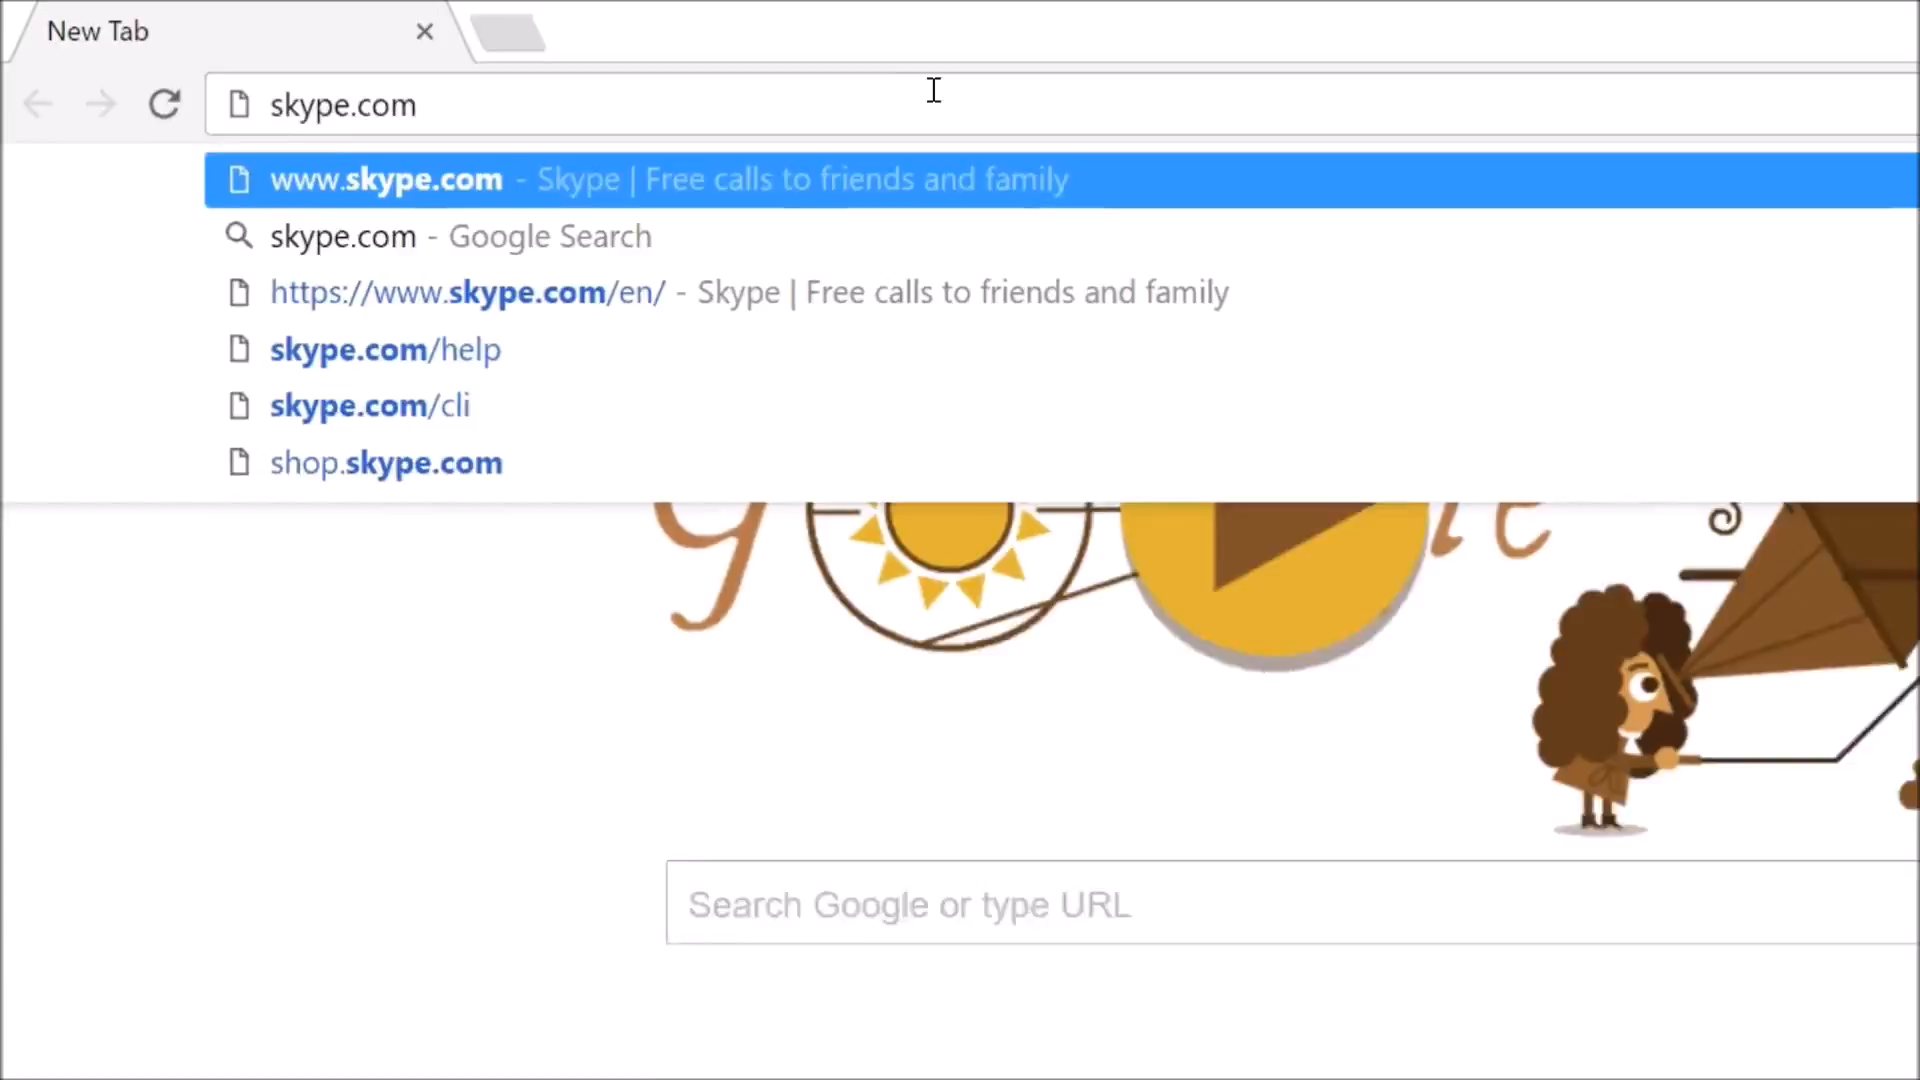 New Tab
skype.com
www.skype.com - Skype | Free calls to friends and family
skype.com - Google Search
https://www.skype.com/en/ - Skype | Free calls to friends and family
skype.com/help
skype.com/cli
shop.skype.com
Search Google or type URL